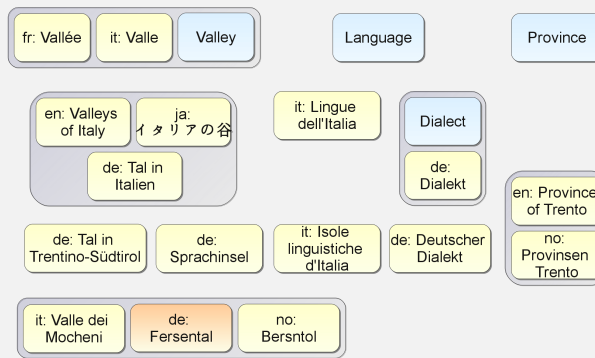 fr: Vallée
it: Valle
Valley
Language
Province
en: Valleys
of Italy
ja:
イタリアの谷
de: Tal in
Italien
it: Lingue
dell'Italia
Dialect
de:
Dialekt
en: Province
of Trento
no:
Provinsen
Trento
de: Tal in
Trentino-Südtirol
de:
Sprachinsel
it: Isole
linguistiche
d'Italia
de: Deutscher
Dialekt
it: Valle dei
Mocheni
de:
Fersental
no:
Bersntol